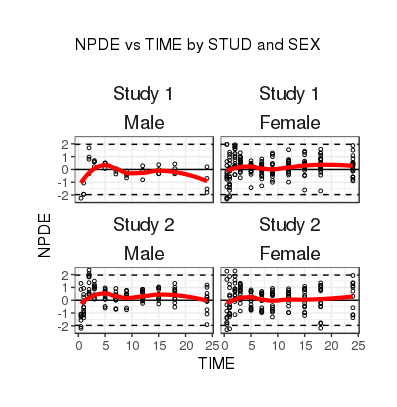 NPDE vs TIME by STUD and SEX
Study 1 Study 1
Male Female
2
1
0
-1
-2
Study 2 Study 2
Male Female
2
1
0
-1
-2
0 5 10 15 20 25 0 5 10 15 20 25
NPDE
TIME